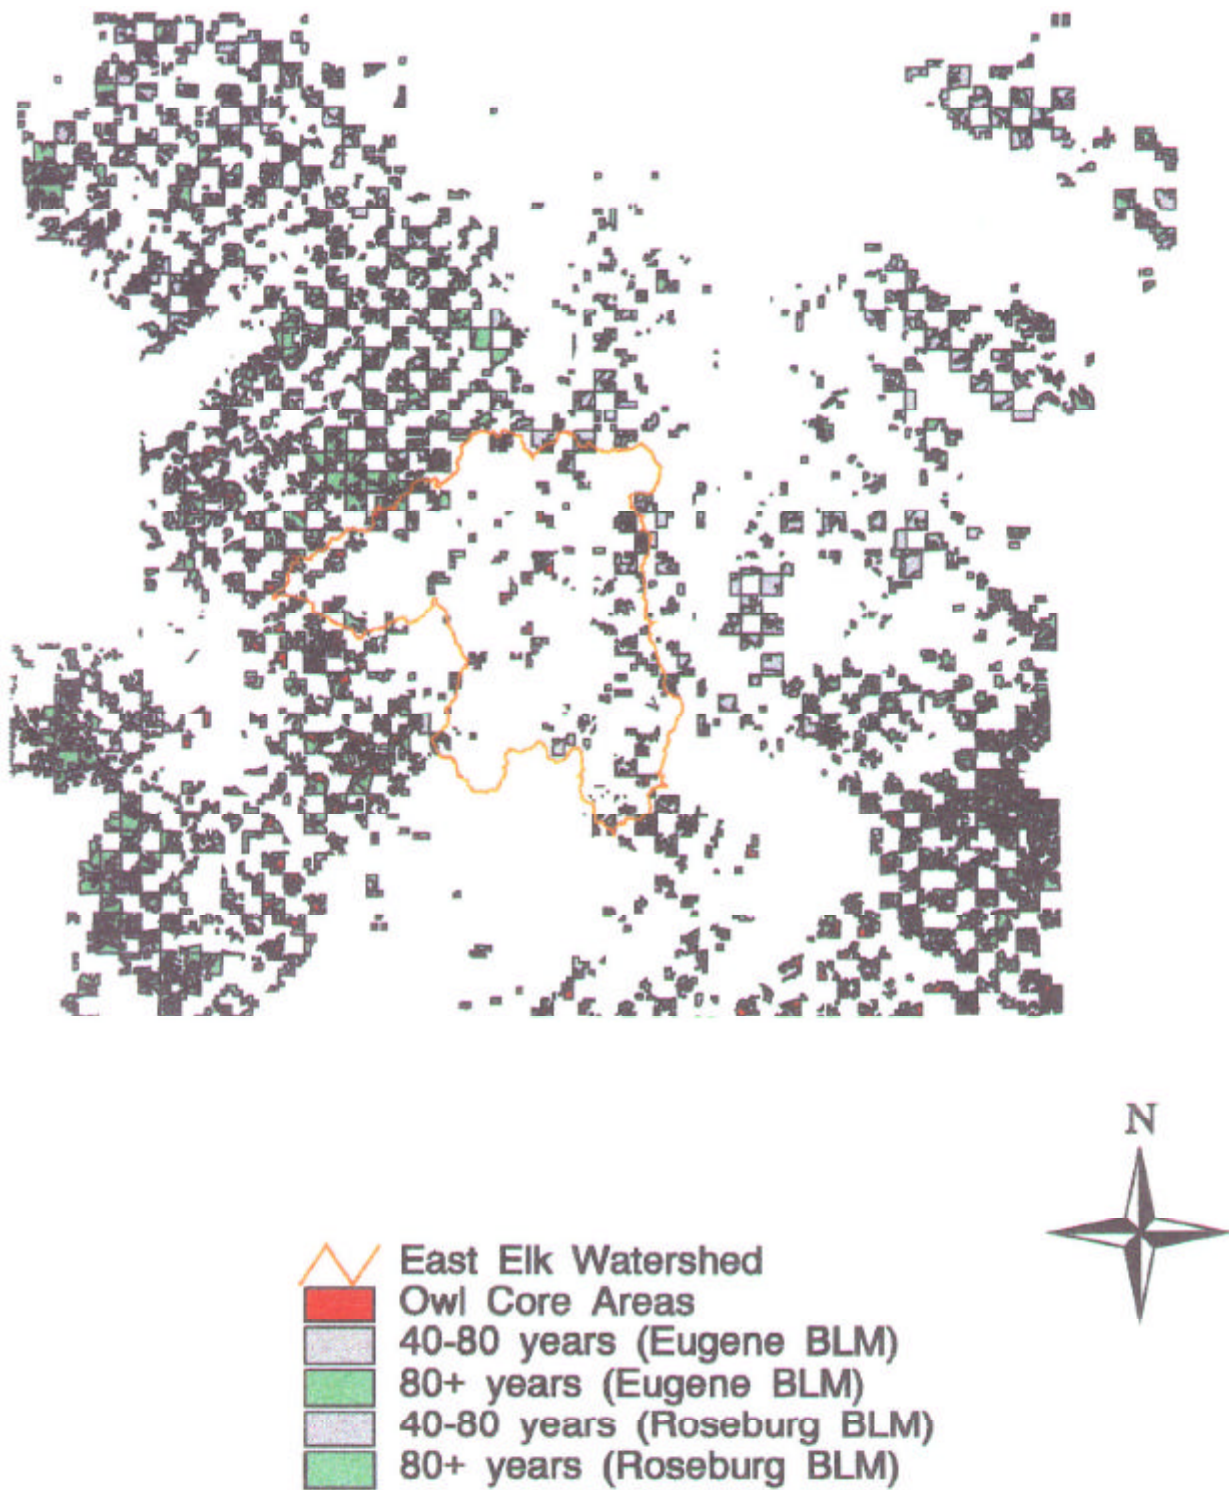 N
East Elk Watershed
Owl Core Areas
40-80 years (Eugene BLM)
80+ years (Eugene BLM)
40-80 years (Roseburg BLM)
80+ years (Roseburg BLM)